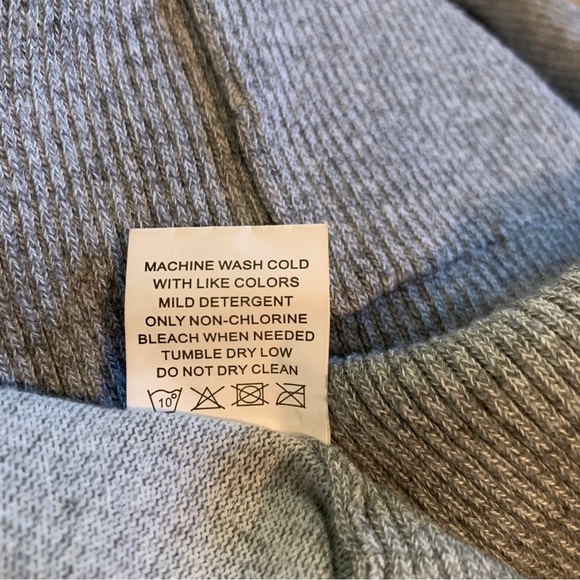 MACHINE WASH COLD
WITH LIKE COLORS
MILD DETERGENT
ONLY NON-CHLORINE
BLEACH WHEN NEEDED
TUMBLE DRY LOW
DO NOT DRY CLEAN
10°